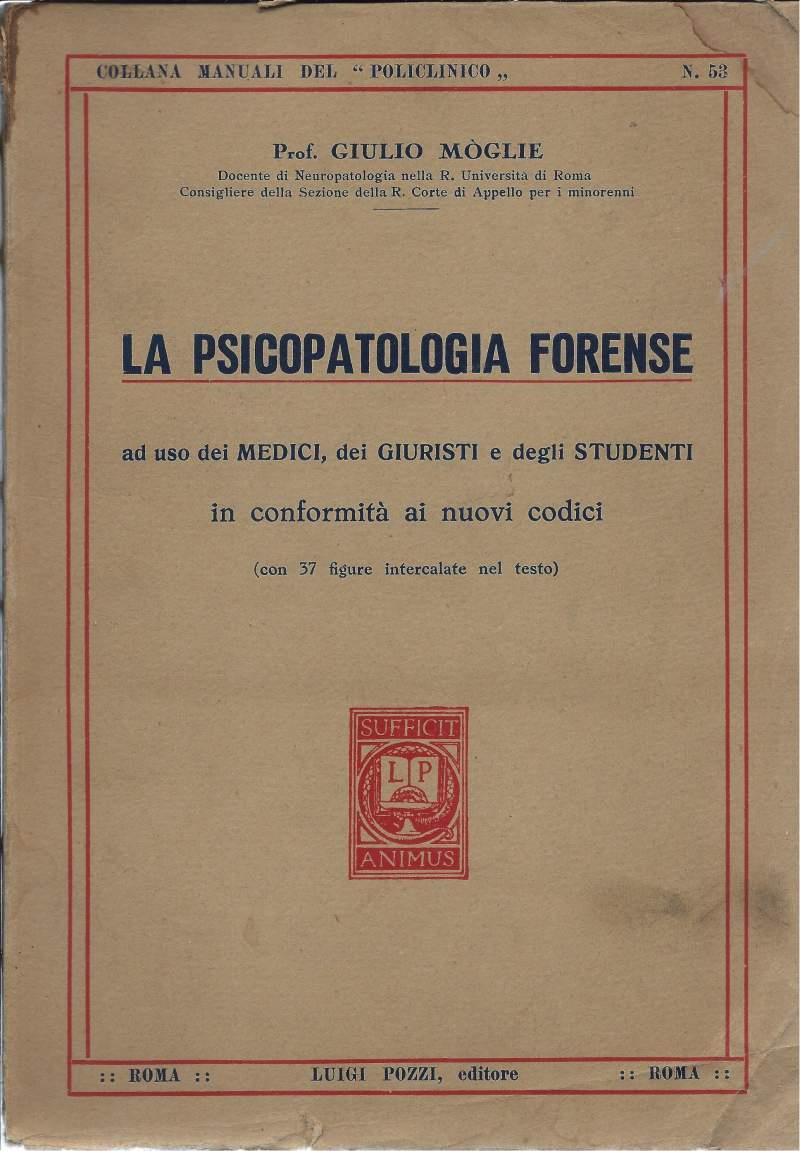 COLLANA MANUALI DEL “ POLICLINICO „ N. 53
Prof. GIULIO MÒGLIE
Docente di Neuropatologia nella R. Università di Roma
Consigliere della Sezione della R. Corte di Appello per i minorenni
LA PSICOPATOLOGIA FORENSE
ad uso dei MEDICI, dei GIURISTI e degli STUDENTI
in conformità ai nuovi codici
(con 37 figure intercalate nel testo)
SUFFICIT
L P
ANIMUS
:: ROMA :: LUIGI POZZI, editore :: ROMA ::